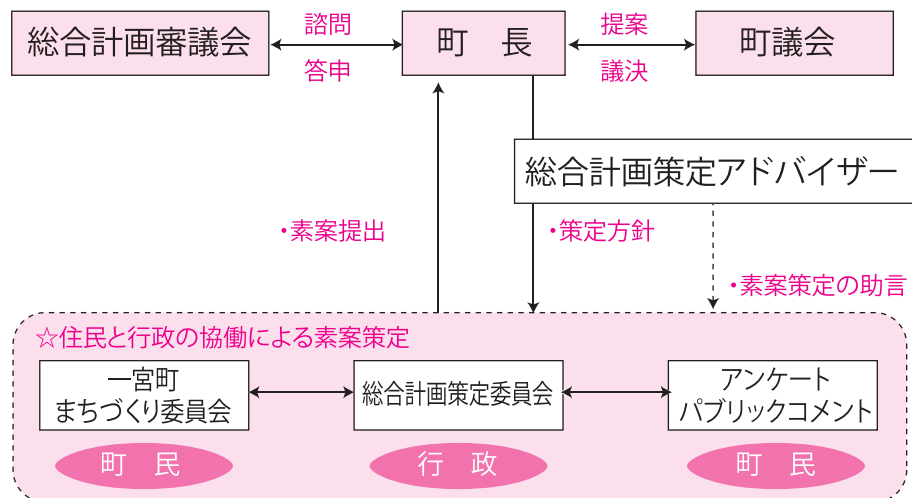 諮問
総合計画審議会
町 長
答申
提案
町議会
議決
総合計画策定アドバイザー
・素案提出
・策定方針
・素案策定の助言
☆住民と行政の協働による素案策定
一宮町
まちづくり委員会
総合計画策定委員会
アンケート
パブリックコメント
町 民
行 政
町 民